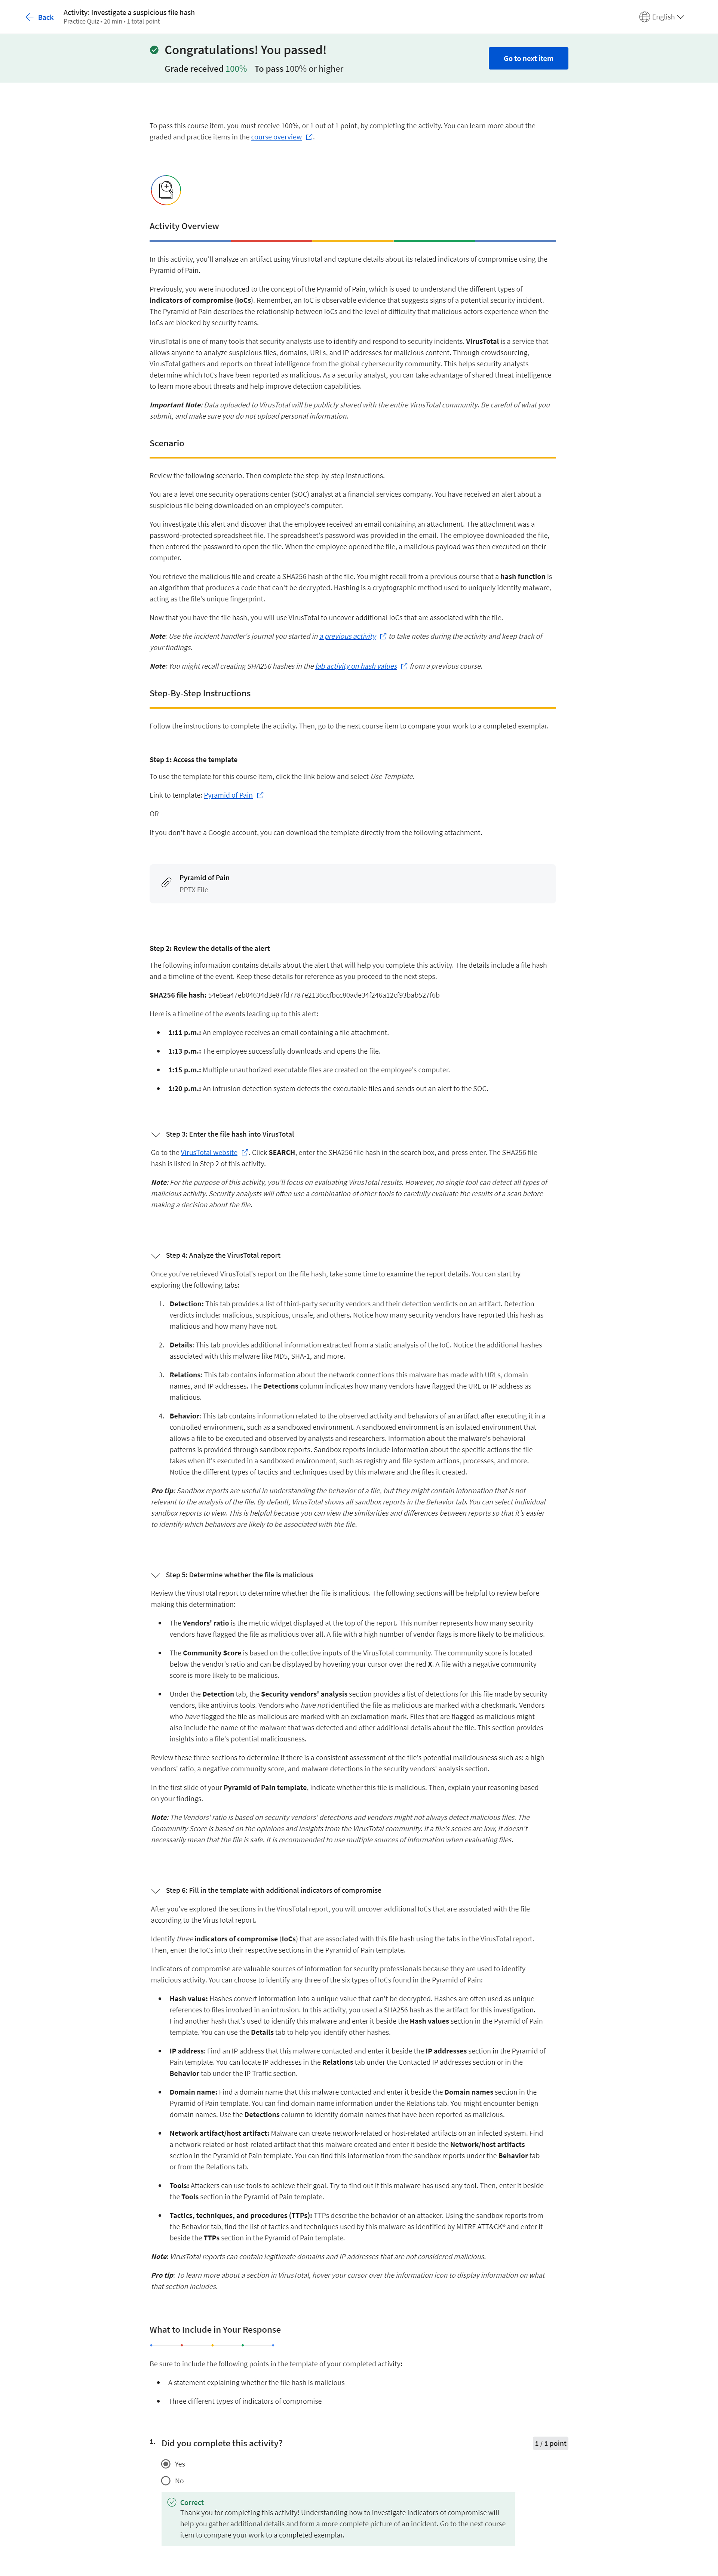 Back
Activity: Investigate a suspicious file hash
Practice Quiz • 20 min • 1 total point
English
Congratulations! You passed!
Grade received 100% To pass 100% or higher
Go to next item
To pass this course item, you must receive 100%, or 1 out of 1 point, by completing the activity. You can learn more about the
graded and practice items in the course overview .
Activity Overview
In this activity, you'll analyze an artifact using VirusTotal and capture details about its related indicators of compromise using the
Pyramid of Pain.
Previously, you were introduced to the concept of the Pyramid of Pain, which is used to understand the different types of
indicators of compromise (IoCs). Remember, an IoC is observable evidence that suggests signs of a potential security incident.
The Pyramid of Pain describes the relationship between IoCs and the level of difficulty that malicious actors experience when the
IoCs are blocked by security teams.
VirusTotal is one of many tools that security analysts use to identify and respond to security incidents. VirusTotal is a service that
allows anyone to analyze suspicious files, domains, URLs, and IP addresses for malicious content. Through crowdsourcing,
VirusTotal gathers and reports on threat intelligence from the global cybersecurity community. This helps security analysts
determine which IoCs have been reported as malicious. As a security analyst, you can take advantage of shared threat intelligence
to learn more about threats and help improve detection capabilities.
Important Note: Data uploaded to VirusTotal will be publicly shared with the entire VirusTotal community. Be careful of what you
submit, and make sure you do not upload personal information.
Scenario
Review the following scenario. Then complete the step-by-step instructions.
You are a level one security operations center (SOC) analyst at a financial services company. You have received an alert about a
suspicious file being downloaded on an employee's computer.
You investigate this alert and discover that the employee received an email containing an attachment. The attachment was a
password-protected spreadsheet file. The spreadsheet's password was provided in the email. The employee downloaded the file,
then entered the password to open the file. When the employee opened the file, a malicious payload was then executed on their
computer.
You retrieve the malicious file and create a SHA256 hash of the file. You might recall from a previous course that a hash function is
an algorithm that produces a code that can't be decrypted. Hashing is a cryptographic method used to uniquely identify malware,
acting as the file's unique fingerprint.
Now that you have the file hash, you will use VirusTotal to uncover additional IoCs that are associated with the file.
Note: Use the incident handler's journal you started in a previous activity to take notes during the activity and keep track of
your findings.
Note: You might recall creating SHA256 hashes in the lab activity on hash values from a previous course.
Step-By-Step Instructions
Follow the instructions to complete the activity. Then, go to the next course item to compare your work to a completed exemplar.
Step 1: Access the template
To use the template for this course item, click the link below and select Use Template.
Link to template: Pyramid of Pain
OR
If you don't have a Google account, you can download the template directly from the following attachment.
Pyramid of Pain
PPTX File
Step 2: Review the details of the alert
The following information contains details about the alert that will help you complete this activity. The details include a file hash
and a timeline of the event. Keep these details for reference as you proceed to the next steps.
SHA256 file hash: 54e6ea47eb04634d3e87fd7787e2136ccfbcc80ade34f246a12cf93bab527f6b
Here is a timeline of the events leading up to this alert:
• 1:11 p.m.: An employee receives an email containing a file attachment.
• 1:13 p.m.: The employee successfully downloads and opens the file.
• 1:15 p.m.: Multiple unauthorized executable files are created on the employee's computer.
• 1:20 p.m.: An intrusion detection system detects the executable files and sends out an alert to the SOC.
Step 3: Enter the file hash into VirusTotal
Go to the VirusTotal website . Click SEARCH, enter the SHA256 file hash in the search box, and press enter. The SHA256 file
hash is listed in Step 2 of this activity.
Note: For the purpose of this activity, you'll focus on evaluating VirusTotal results. However, no single tool can detect all types of
malicious activity. Security analysts will often use a combination of other tools to carefully evaluate the results of a scan before
making a decision about the file.
Step 4: Analyze the VirusTotal report
Once you've retrieved VirusTotal's report on the file hash, take some time to examine the report details. You can start by
exploring the following tabs:
1. Detection: This tab provides a list of third-party security vendors and their detection verdicts on an artifact. Detection
verdicts include: malicious, suspicious, unsafe, and others. Notice how many security vendors have reported this hash as
malicious and how many have not.
2. Details: This tab provides additional information extracted from a static analysis of the IoC. Notice the additional hashes
associated with this malware like MD5, SHA-1, and more.
3. Relations: This tab contains information about the network connections this malware has made with URLs, domain
names, and IP addresses. The Detections column indicates how many vendors have flagged the URL or IP address as
malicious.
4. Behavior: This tab contains information related to the observed activity and behaviors of an artifact after executing it in a
controlled environment, such as a sandboxed environment. A sandboxed environment is an isolated environment that
allows a file to be executed and observed by analysts and researchers. Information about the malware's behavioral
patterns is provided through sandbox reports. Sandbox reports include information about the specific actions the file
takes when it's executed in a sandboxed environment, such as registry and file system actions, processes, and more.
Notice the different types of tactics and techniques used by this malware and the files it created.
Pro tip: Sandbox reports are useful in understanding the behavior of a file, but they might contain information that is not
relevant to the analysis of the file. By default, VirusTotal shows all sandbox reports in the Behavior tab. You can select individual
sandbox reports to view. This is helpful because you can view the similarities and differences between reports so that it's easier
to identify which behaviors are likely to be associated with the file.
Step 5: Determine whether the file is malicious
Review the VirusTotal report to determine whether the file is malicious. The following sections will be helpful to review before
making this determination:
• The Vendors' ratio is the metric widget displayed at the top of the report. This number represents how many security
vendors have flagged the file as malicious over all. A file with a high number of vendor flags is more likely to be malicious.
• The Community Score is based on the collective inputs of the VirusTotal community. The community score is located
below the vendor's ratio and can be displayed by hovering your cursor over the red X. A file with a negative community
score is more likely to be malicious.
• Under the Detection tab, the Security vendors' analysis section provides a list of detections for this file made by security
vendors, like antivirus tools. Vendors who have not identified the file as malicious are marked with a checkmark. Vendors
who have flagged the file as malicious are marked with an exclamation mark. Files that are flagged as malicious might
also include the name of the malware that was detected and other additional details about the file. This section provides
insights into a file's potential maliciousness.
Review these three sections to determine if there is a consistent assessment of the file's potential maliciousness such as: a high
vendors' ratio, a negative community score, and malware detections in the security vendors' analysis section.
In the first slide of your Pyramid of Pain template, indicate whether this file is malicious. Then, explain your reasoning based
on your findings.
Note: The Vendors' ratio is based on security vendors' detections and vendors might not always detect malicious files. The
Community Score is based on the opinions and insights from the VirusTotal community. If a file's scores are low, it doesn't
necessarily mean that the file is safe. It is recommended to use multiple sources of information when evaluating files.
Step 6: Fill in the template with additional indicators of compromise
After you've explored the sections in the VirusTotal report, you will uncover additional IoCs that are associated with the file
according to the VirusTotal report.
Identify three indicators of compromise (IoCs) that are associated with this file hash using the tabs in the VirusTotal report.
Then, enter the IoCs into their respective sections in the Pyramid of Pain template.
Indicators of compromise are valuable sources of information for security professionals because they are used to identify
malicious activity. You can choose to identify any three of the six types of IoCs found in the Pyramid of Pain:
• Hash value: Hashes convert information into a unique value that can't be decrypted. Hashes are often used as unique
references to files involved in an intrusion. In this activity, you used a SHA256 hash as the artifact for this investigation.
Find another hash that's used to identify this malware and enter it beside the Hash values section in the Pyramid of Pain
template. You can use the Details tab to help you identify other hashes.
• IP address: Find an IP address that this malware contacted and enter it beside the IP addresses section in the Pyramid of
Pain template. You can locate IP addresses in the Relations tab under the Contacted IP addresses section or in the
Behavior tab under the IP Traffic section.
• Domain name: Find a domain name that this malware contacted and enter it beside the Domain names section in the
Pyramid of Pain template. You can find domain name information under the Relations tab. You might encounter benign
domain names. Use the Detections column to identify domain names that have been reported as malicious.
• Network artifact/host artifact: Malware can create network-related or host-related artifacts on an infected system. Find
a network-related or host-related artifact that this malware created and enter it beside the Network/host artifacts
section in the Pyramid of Pain template. You can find this information from the sandbox reports under the Behavior tab
or from the Relations tab.
• Tools: Attackers can use tools to achieve their goal. Try to find out if this malware has used any tool. Then, enter it beside
the Tools section in the Pyramid of Pain template.
• Tactics, techniques, and procedures (TTPs): TTPs describe the behavior of an attacker. Using the sandbox reports from
the Behavior tab, find the list of tactics and techniques used by this malware as identified by MITRE ATT&CK® and enter it
beside the TTPs section in the Pyramid of Pain template.
Note: VirusTotal reports can contain legitimate domains and IP addresses that are not considered malicious.
Pro tip: To learn more about a section in VirusTotal, hover your cursor over the information icon to display information on what
that section includes.
What to Include in Your Response
Be sure to include the following points in the template of your completed activity:
• A statement explaining whether the file hash is malicious
• Three different types of indicators of compromise
1. Did you complete this activity?
1 / 1 point
Yes
No
Correct
Thank you for completing this activity! Understanding how to investigate indicators of compromise will
help you gather additional details and form a more complete picture of an incident. Go to the next course
item to compare your work to a completed exemplar.